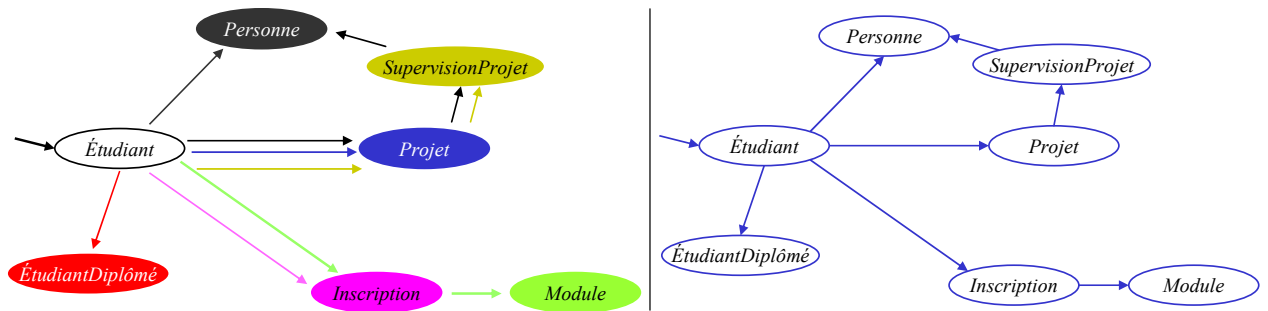 Personne
SupervisionProjet
Étudiant
Projet
ÉtudiantDiplômé
Inscription
Module
Personne
SupervisionProjet
Étudiant
Projet
ÉtudiantDiplômé
Inscription
Module